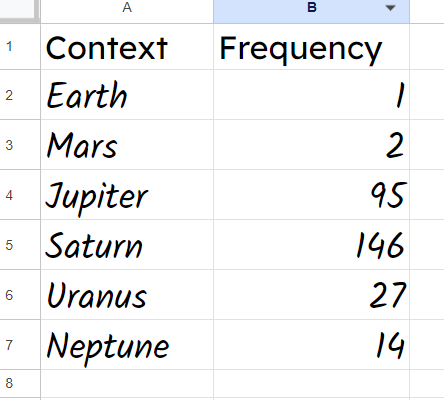 A B
1 Context Frequency
2 Earth 1
3 Mars 2
4 Jupiter 95
5 Saturn 146
6 Uranus 27
7 Neptune 14
8